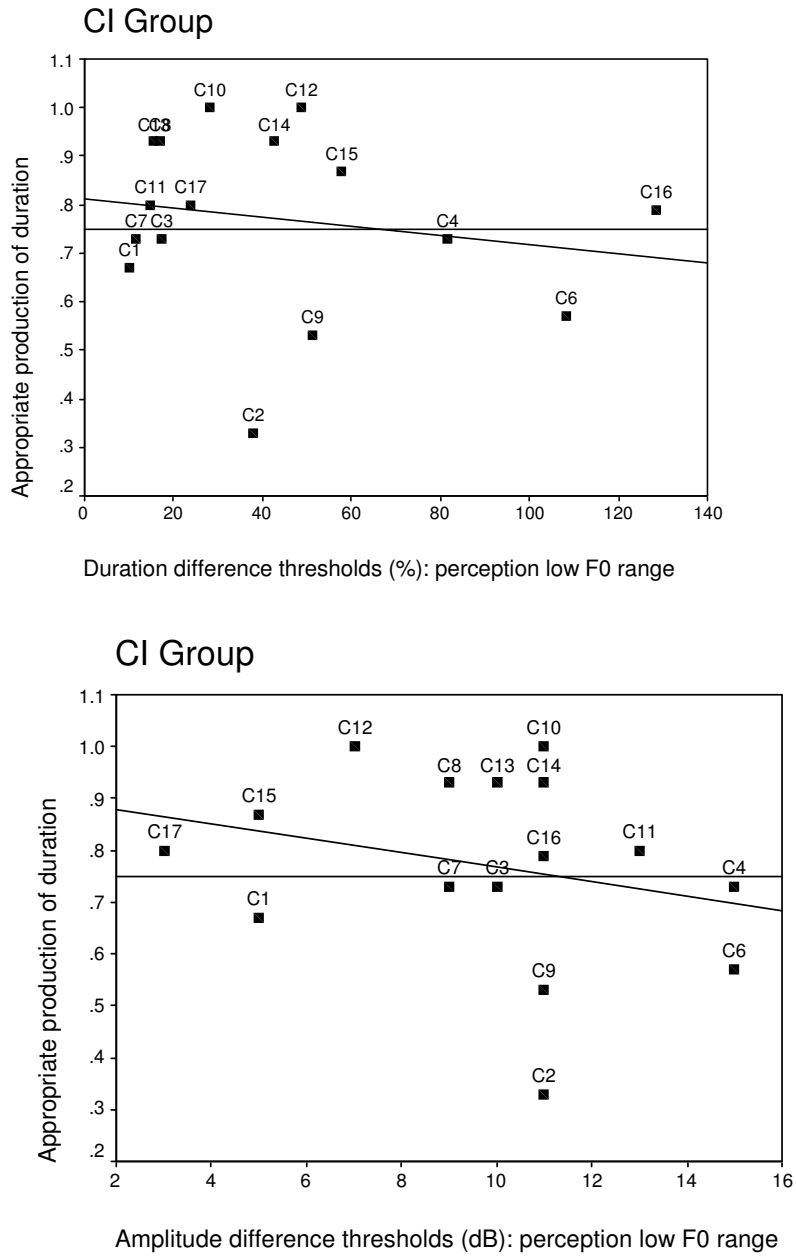 CI Group
1.1
C10 C12
1.0
C13 C8 C14
.9
C15
C11 C17 C16
.8
C7 C3 C4
.7
C1
C6
.6
C9
.5
.4
C2
.3
.2
0 20 40 60 80 100 120 140
Appropriate production of duration
Duration difference thresholds (%): perception low F0 range
CI Group
1.1
C12 C10
1.0
C8 C13 C14
.9
C15
C17 C16 C11
.8
C7 C3 C4
.7
C1
C6
.6
C9
.5
.4
C2
.3
.2
2 4 6 8 10 12 14 16
Appropriate production of duration
Amplitude difference thresholds (dB): perception low F0 range